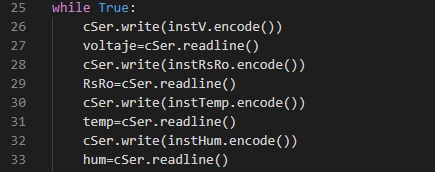 25 while True:
26     cSer.write(instV.encode())
27     voltaje=cSer.readline()
28     cSer.write(instRsRo.encode())
29     RsRo=cSer.readline()
30     cSer.write(instTemp.encode())
31     temp=cSer.readline()
32     cSer.write(instHum.encode())
33     hum=cSer.readline()